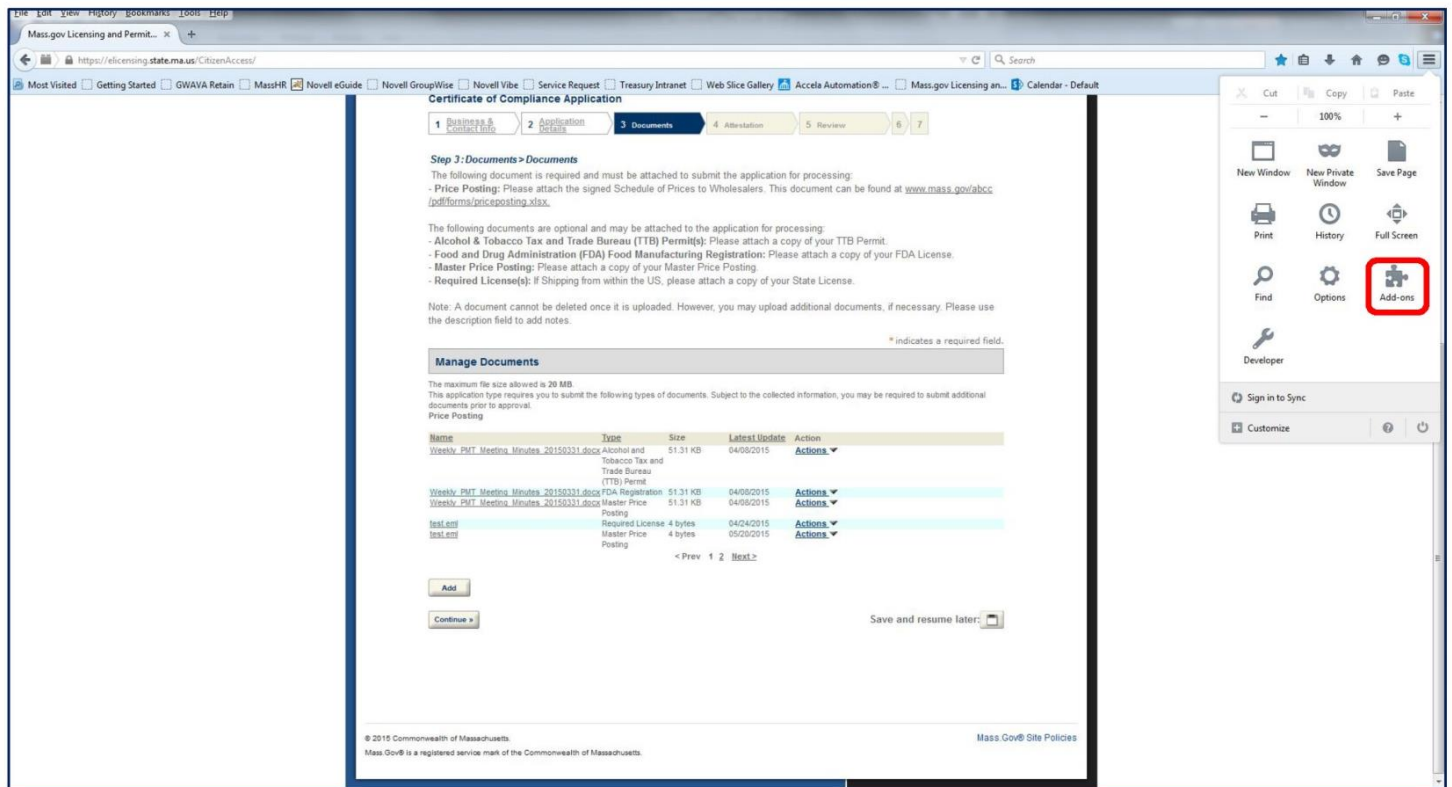 File Edit View History Bookmarks Tools Help
Mass.gov Licensing and Permit... × +
https://elicensing.state.ma.us/CitizenAccess/
Search
Most Visited Getting Started GWAVA Retain MassHR Novell eGuide Novell GroupWise Novell Vibe Service Request Treasury Intranet Web Slice Gallery Accela Automation® ... Mass.gov Licensing an... Calendar - Default
Certificate of Compliance Application
1 Business & Contact Info 2 Application Details 3 Documents 4 Attestation 5 Review 6 7
Step 3:Documents>Documents
The following document is required and must be attached to submit the application for processing:
- Price Posting: Please attach the signed Schedule of Prices to Wholesalers. This document can be found at www.mass.gov/abcc
/pdf/forms/priceposting.xlsx.
The following documents are optional and may be attached to the application for processing:
- Alcohol & Tobacco Tax and Trade Bureau (TTB) Permit(s): Please attach a copy of your TTB Permit.
- Food and Drug Administration (FDA) Food Manufacturing Registration: Please attach a copy of your FDA License.
- Master Price Posting: Please attach a copy of your Master Price Posting.
- Required License(s): If Shipping from within the US, please attach a copy of your State License.
Note: A document cannot be deleted once it is uploaded. However, you may upload additional documents, if necessary. Please use
the description field to add notes.
* indicates a required field.
Manage Documents
The maximum file size allowed is 20 MB.
This application type requires you to submit the following types of documents. Subject to the collected information, you may be required to submit additional
documents prior to approval.
Price Posting
Name Type Size Latest Update Action
Weekly_PMT_Meeting_Minutes_20150331.docx Alcohol and 51.31 KB 04/08/2015 Actions
Tobacco Tax and
Trade Bureau
(TTB) Permit
Weekly_PMT_Meeting_Minutes_20150331.docx FDA Registration 51.31 KB 04/08/2015 Actions
Weekly_PMT_Meeting_Minutes_20150331.docx Master Price 51.31 KB 04/08/2015 Actions
Posting
test.eml Required License 4 bytes 04/24/2015 Actions
test.eml Master Price 4 bytes 05/20/2015 Actions
Posting
< Prev 1 2 Next >
Add
Continue »
Save and resume later:
© 2015 Commonwealth of Massachusetts.
Mass.Gov® Site Policies
Mass.Gov® is a registered service mark of the Commonwealth of Massachusetts.
Cut Copy Paste
− 100% +
New Window New Private Window Save Page
Print History Full Screen
Find Options Add-ons
Developer
Sign in to Sync
Customize